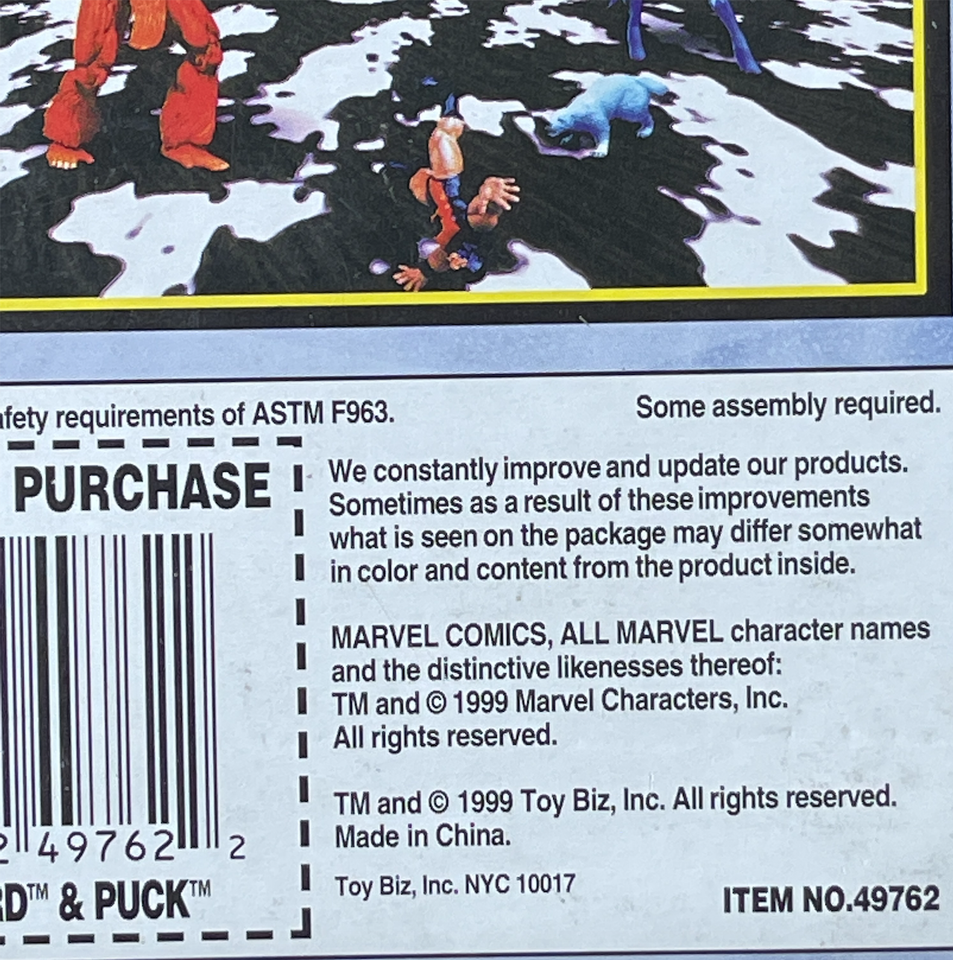 requirements of ASTM F963.
Some assembly required.
PURCHASE
We constantly improve and update our products.
Sometimes as a result of these improvements
what is seen on the package may differ somewhat
in color and content from the product inside.
MARVEL COMICS, ALL MARVEL character names
and the distinctive likenesses thereof:
TM and © 1999 Marvel Characters, Inc.
All rights reserved.
TM and © 1999 Toy Biz, Inc. All rights reserved.
Made in China.
49762 2
& PUCK™
Toy Biz, Inc. NYC 10017
ITEM NO.49762